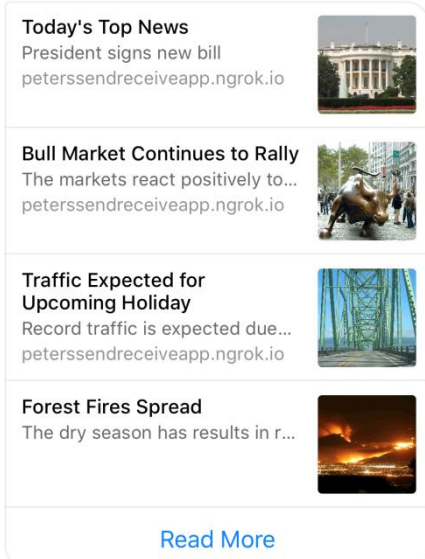 Today's Top News
President signs new bill
peterssendreceiveapp.ngrok.io
Bull Market Continues to Rally
The markets react positively to...
peterssendreceiveapp.ngrok.io
Traffic Expected for
Upcoming Holiday
Record traffic is expected due...
peterssendreceiveapp.ngrok.io
Forest Fires Spread
The dry season has results in r...
Read More